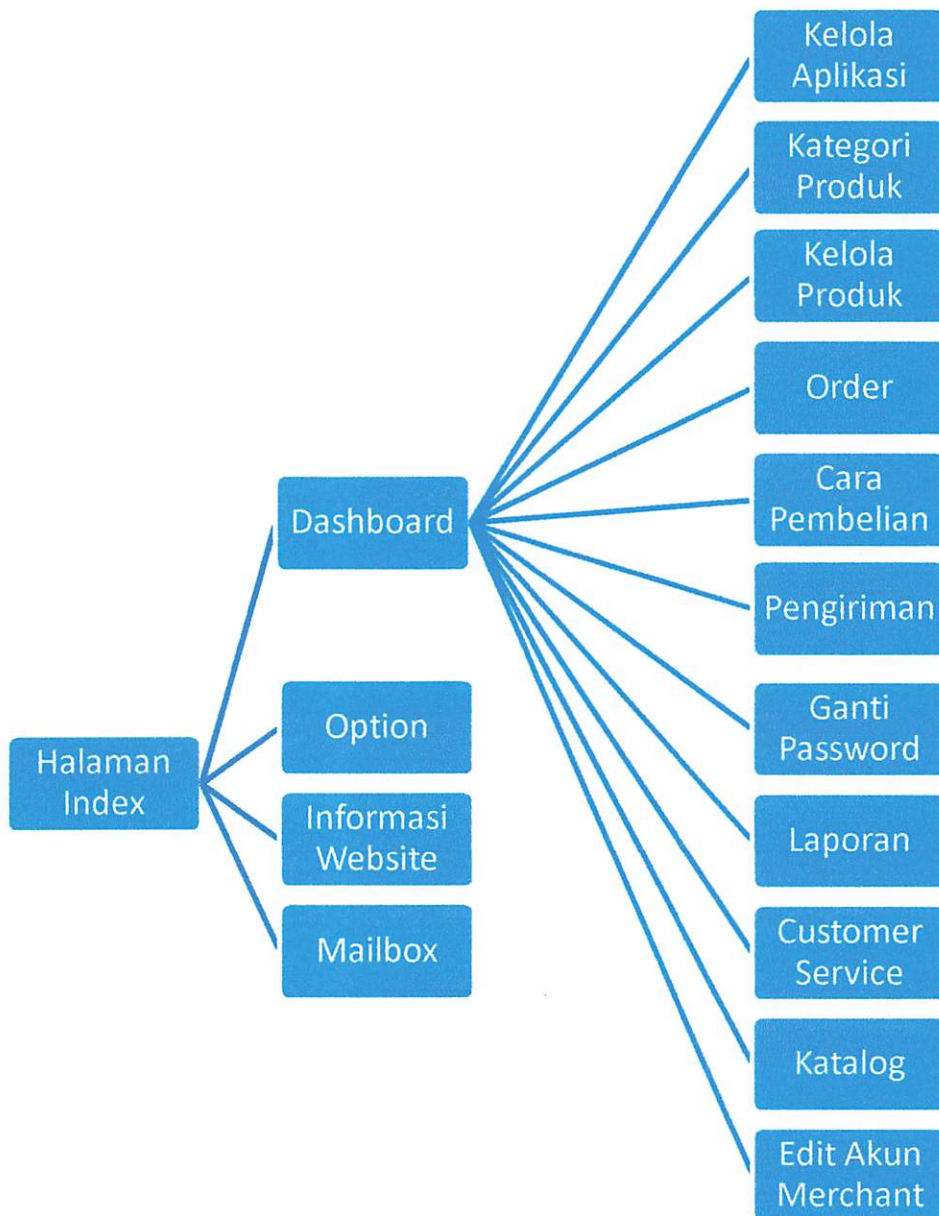 Halaman
Index
Dashboard
Option
Informasi
Website
Mailbox
Kelola
Aplikasi
Kategori
Produk
Kelola
Produk
Order
Cara
Pembelian
Pengiriman
Ganti
Password
Laporan
Customer
Service
Katalog
Edit Akun
Merchant